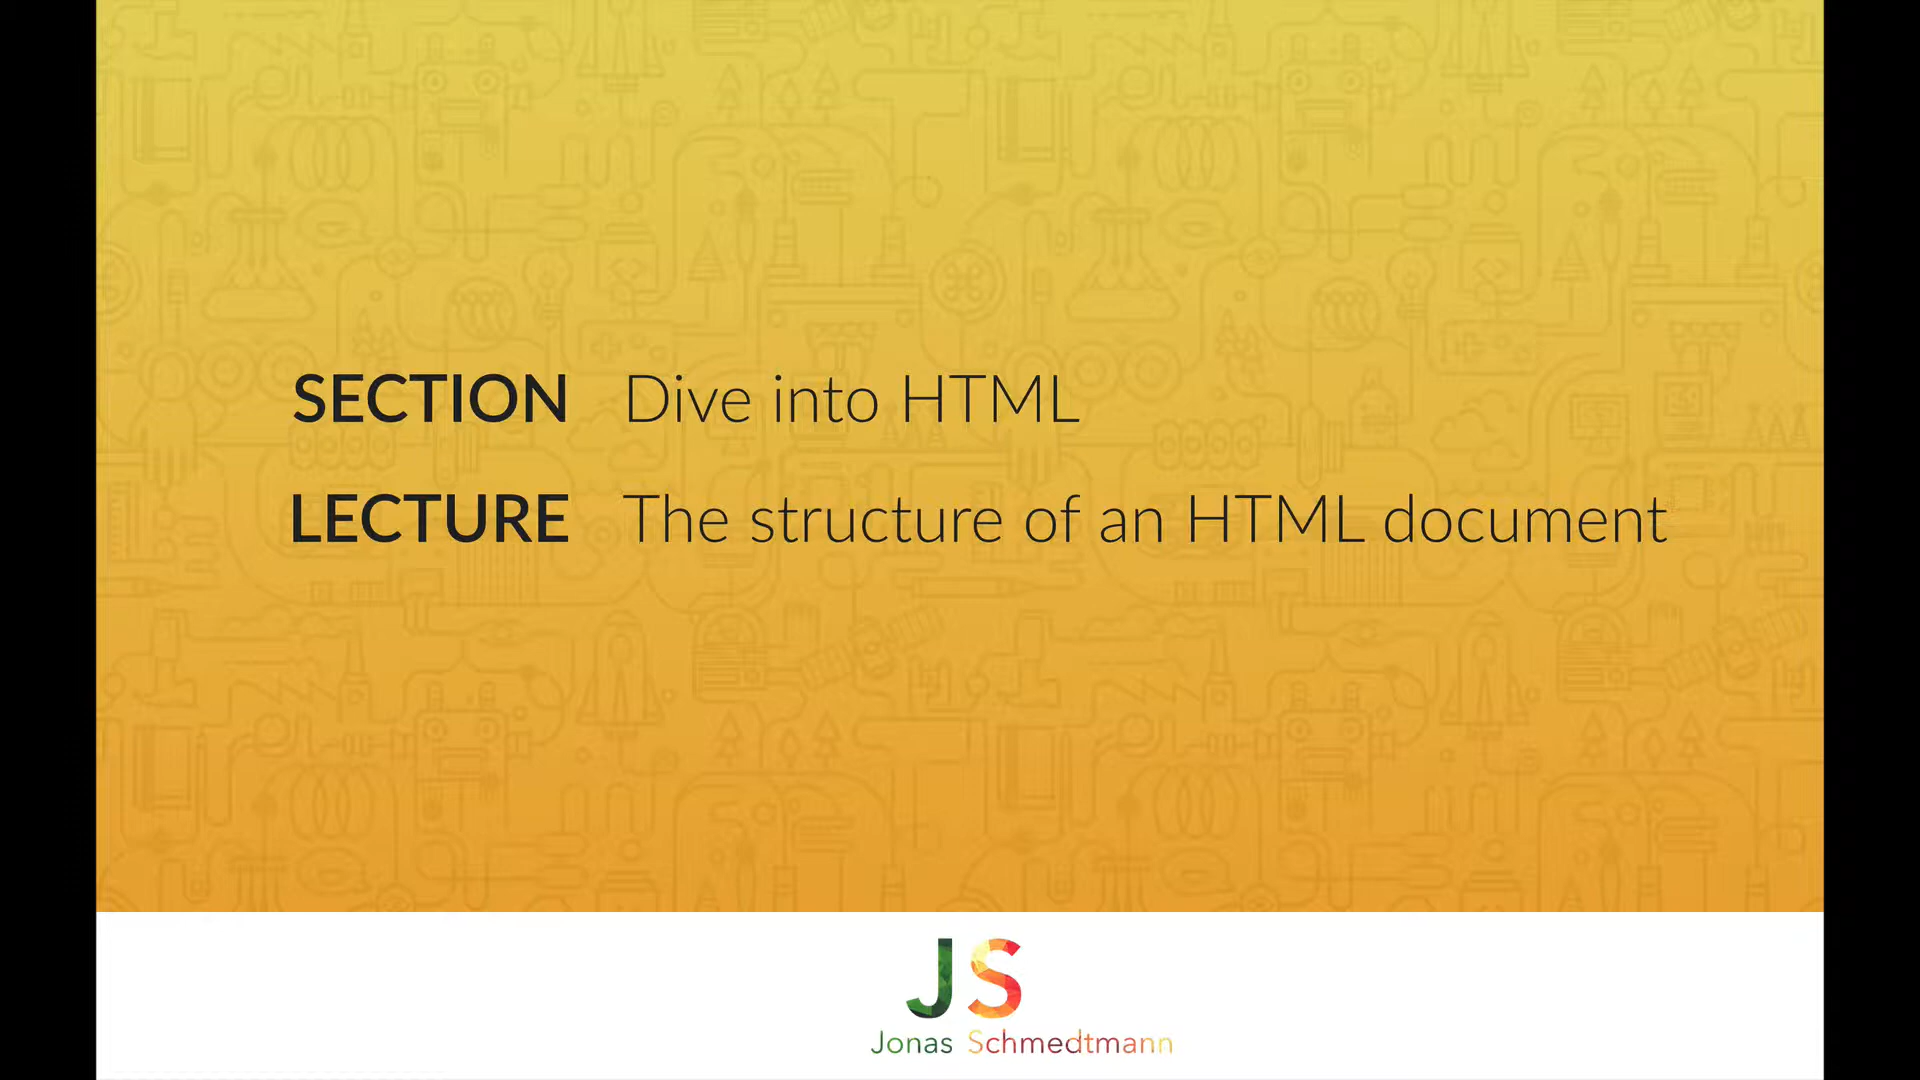 SECTION Dive into HTML
LECTURE The structure of an HTML document
JS
Jonas Schmedtmann